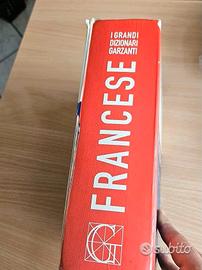 I GRANDI
DIZIONARI
GARZANTI
FRANCESE
G
subito